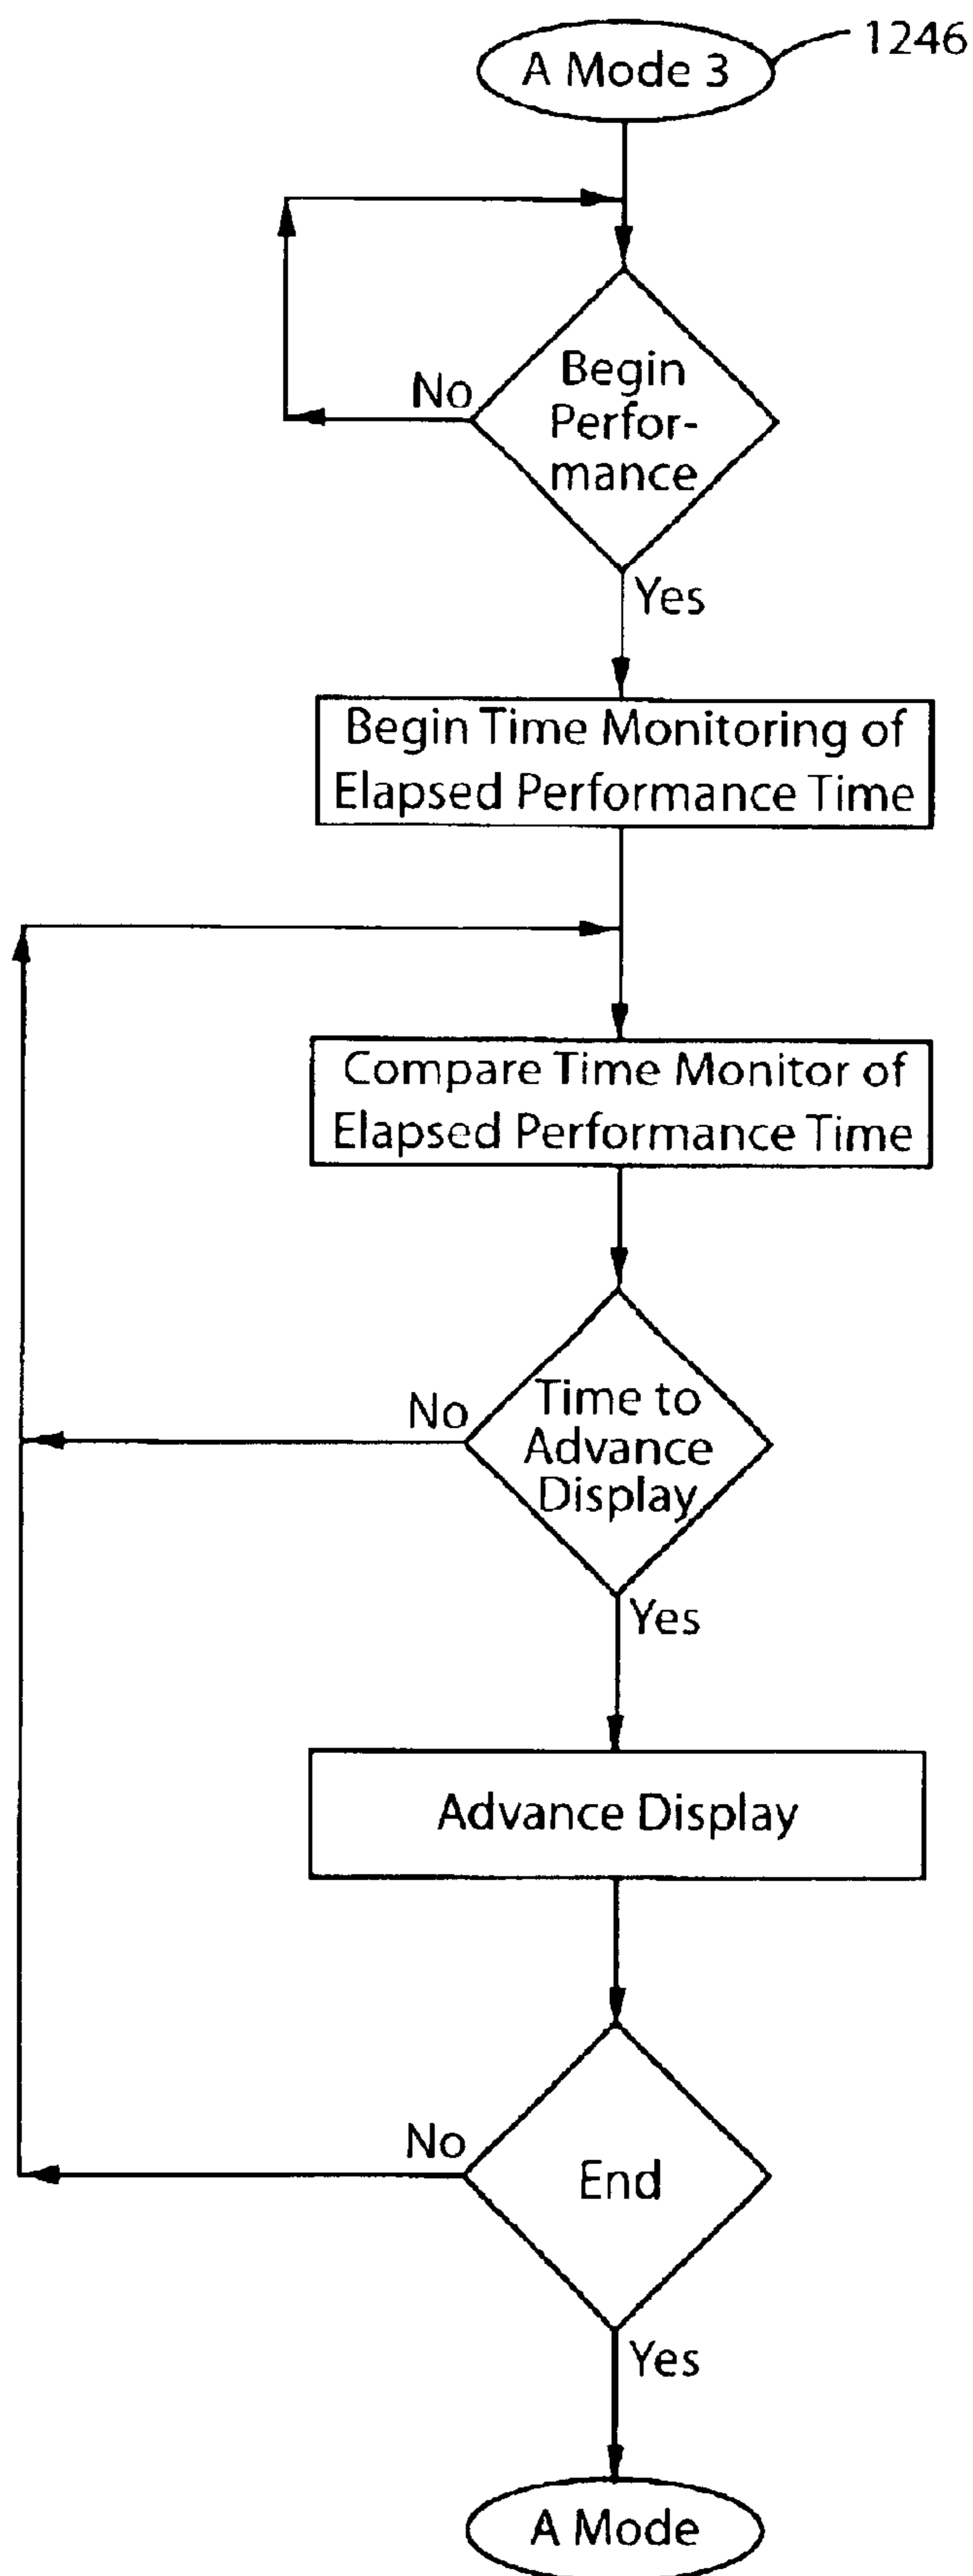 A Mode 3
1246
Begin
Perfor-
mance
No
Yes
Begin Time Monitoring of
Elapsed Performance Time
Compare Time Monitor of
Elapsed Performance Time
Time to
Advance
Display
No
Yes
Advance Display
End
No
Yes
A Mode